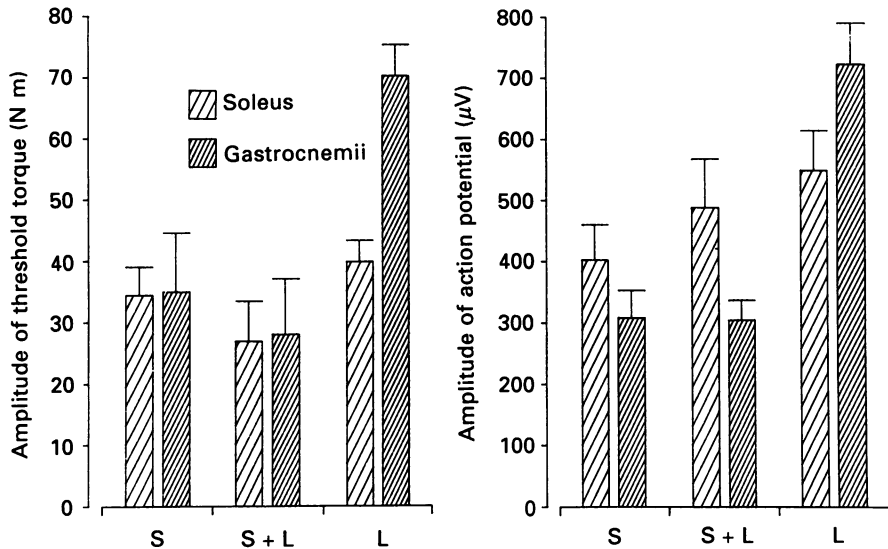 Amplitude of threshold torque (N m)
80
70
60
50
40
30
20
10
0
Soleus
Gastrocnemii
S
S + L
L
Amplitude of action potential (µV)
800
700
600
500
400
300
200
100
0
S
S + L
L